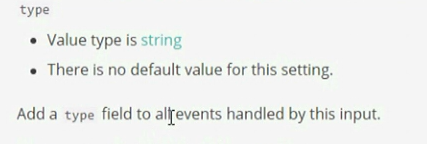 type
• Value type is string
• There is no default value for this setting.
Add a type field to all events handled by this input.